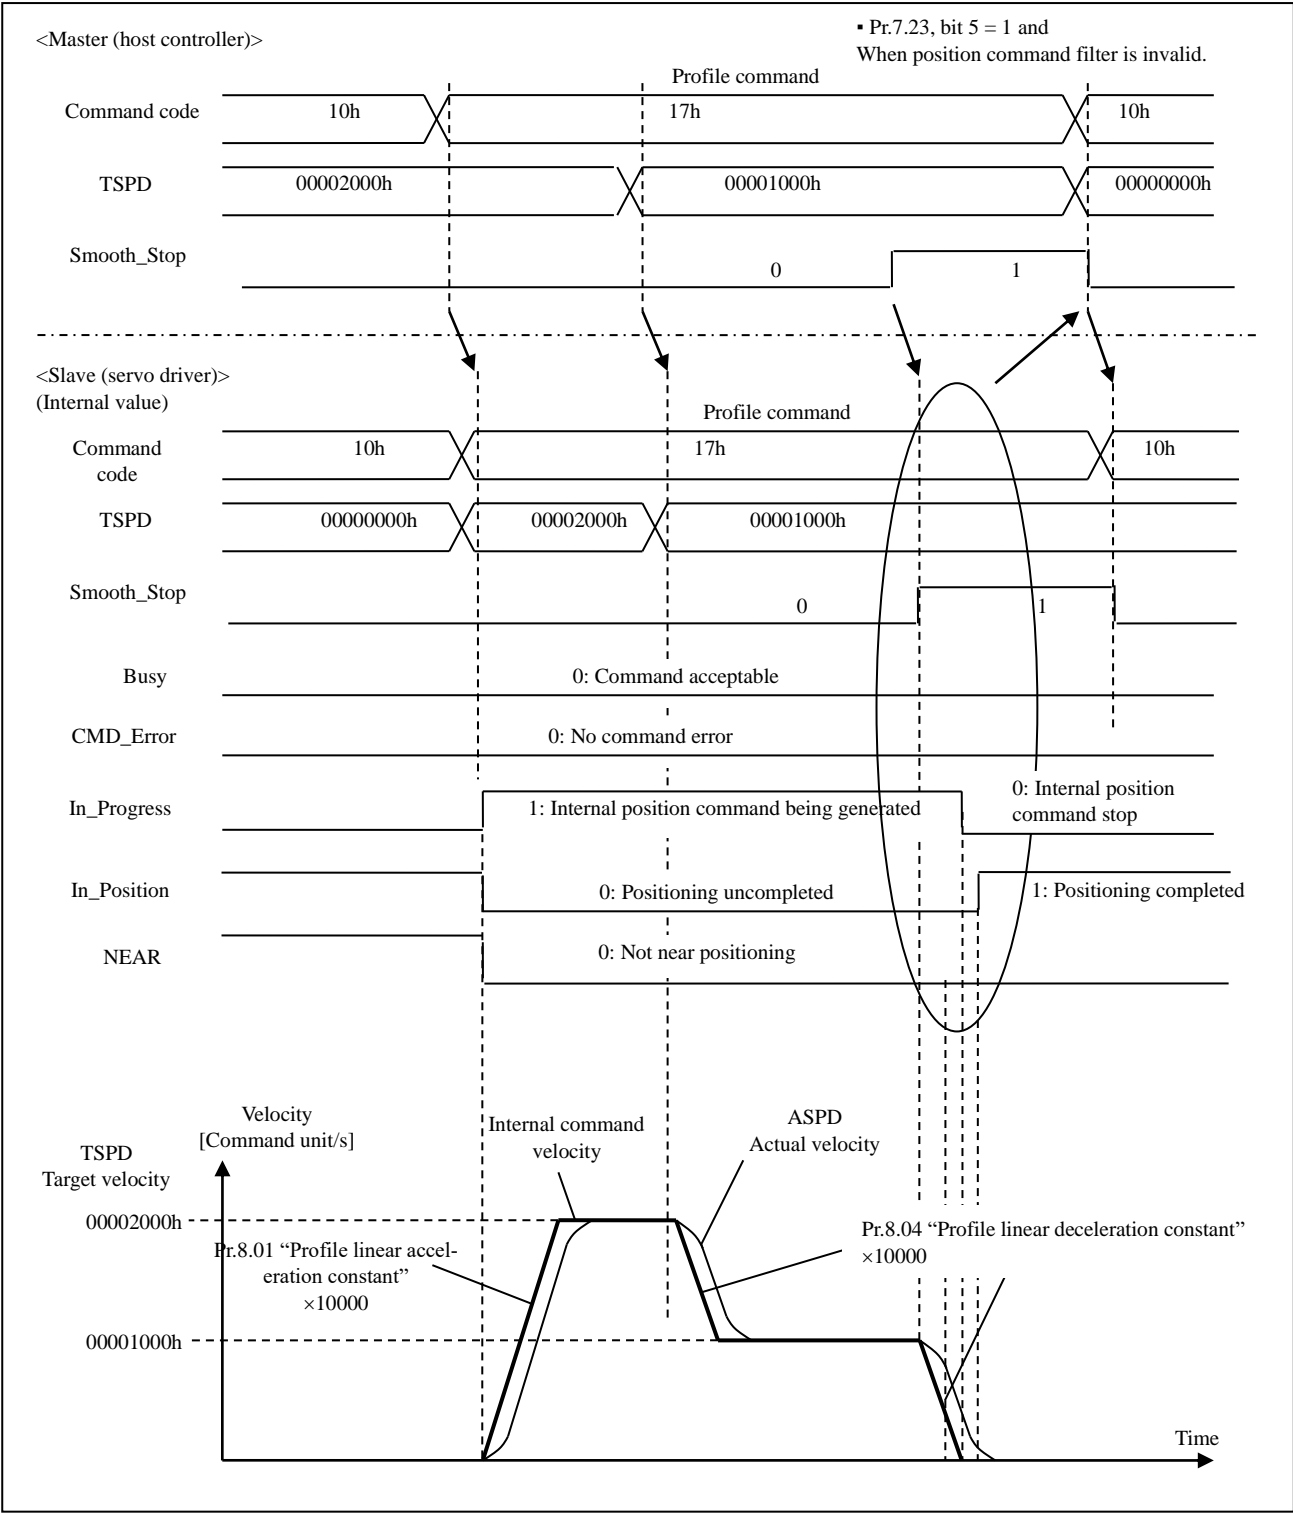 ▪ Pr.7.23, bit 5 = 1 and
<Master (host controller)>
When position command filter is invalid.
Profile command
Command code
10h
17h
10h
TSPD
00002000h
00001000h
00000000h
Smooth_Stop
0
1
<Slave (servo driver)>
(Internal value)
Profile command
Command
code
10h
17h
10h
TSPD
00000000h
00002000h
00001000h
Smooth_Stop
0
1
Busy
0: Command acceptable
CMD_Error
0: No command error
In_Progress
1: Internal position command being generated
0: Internal position
command stop
In_Position
0: Positioning uncompleted
1: Positioning completed
NEAR
0: Not near positioning
Velocity
[Command unit/s]
Internal command
velocity
ASPD
Actual velocity
TSPD
Target velocity
00002000h
Pr.8.01 “Profile linear accel-
eration constant”
×10000
Pr.8.04 “Profile linear deceleration constant”
×10000
00001000h
Time